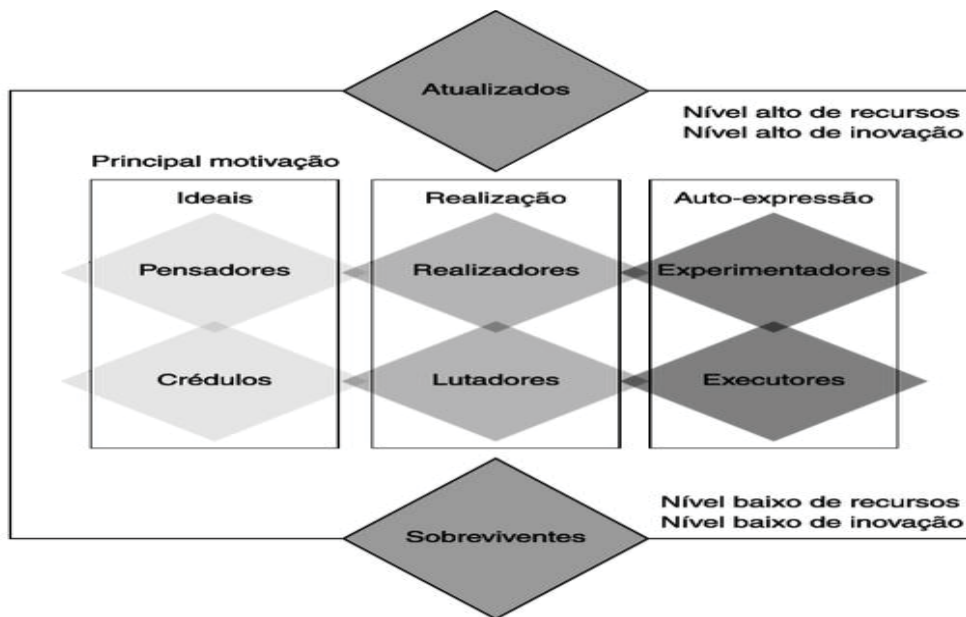 Atualizados
Nível alto de recursos
Nível alto de inovação
Principal motivação
Ideais
Realização
Auto-expressão
Pensadores
Realizadores
Experimentadores
Crédulos
Lutadores
Executores
Nível baixo de recursos
Nível baixo de inovação
Sobreviventes